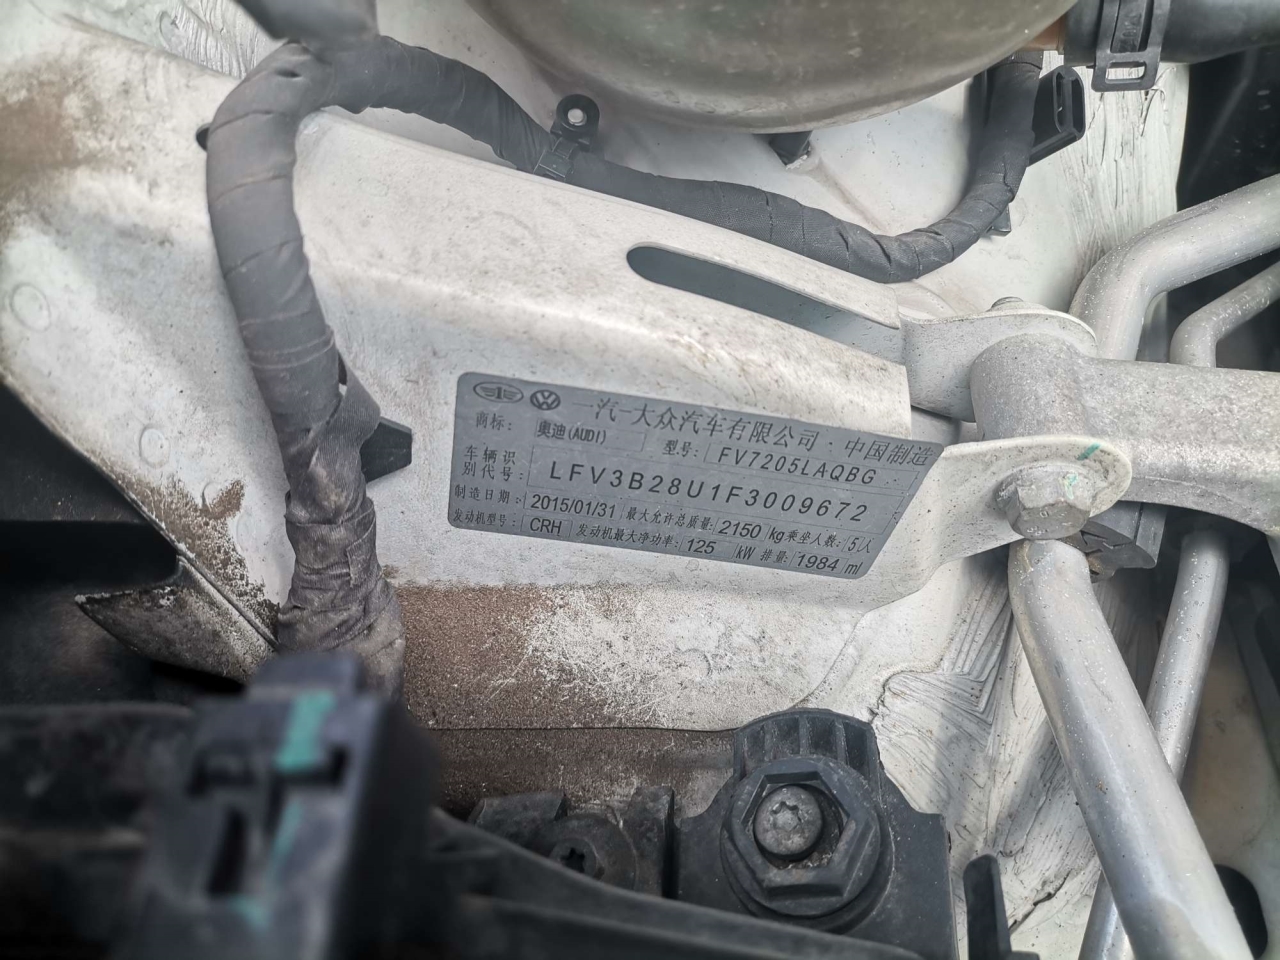 一汽-大众汽车有限公司·中国制造
商标: 奥迪(AUDI) 型号: FV7205LAQBG
车辆识别代号: LFV3B28U1F3009672
制造日期: 2015/01/31 最大允许总质量: 2150 kg 乘坐人数: 5人
发动机型号: CRH 发动机最大净功率: 125 kW 排量: 1984 ml